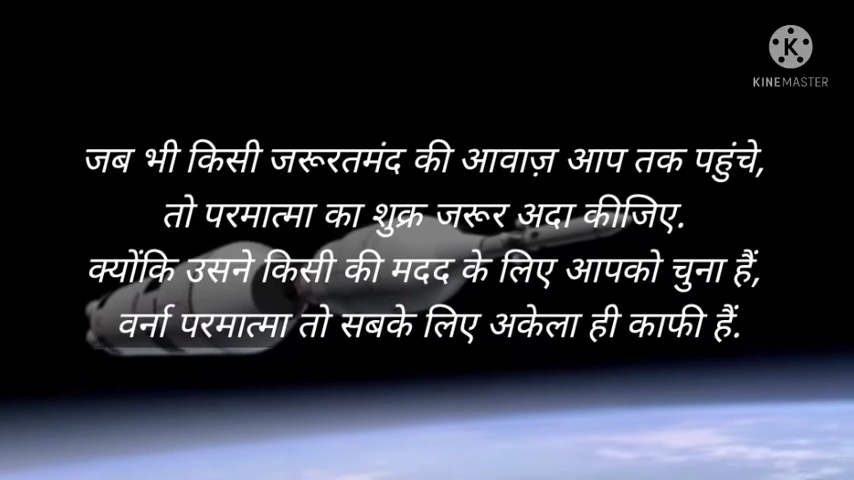 KINEMASTER
जब भी किसी जरूरतमंद की आवाज़ आप तक पहुंचे,
तो परमात्मा का शुक्र जरूर अदा कीजिए.
क्योंकि उसने किसी की मदद के लिए आपको चुना हैं,
वर्ना परमात्मा तो सबके लिए अकेला ही काफी हैं.